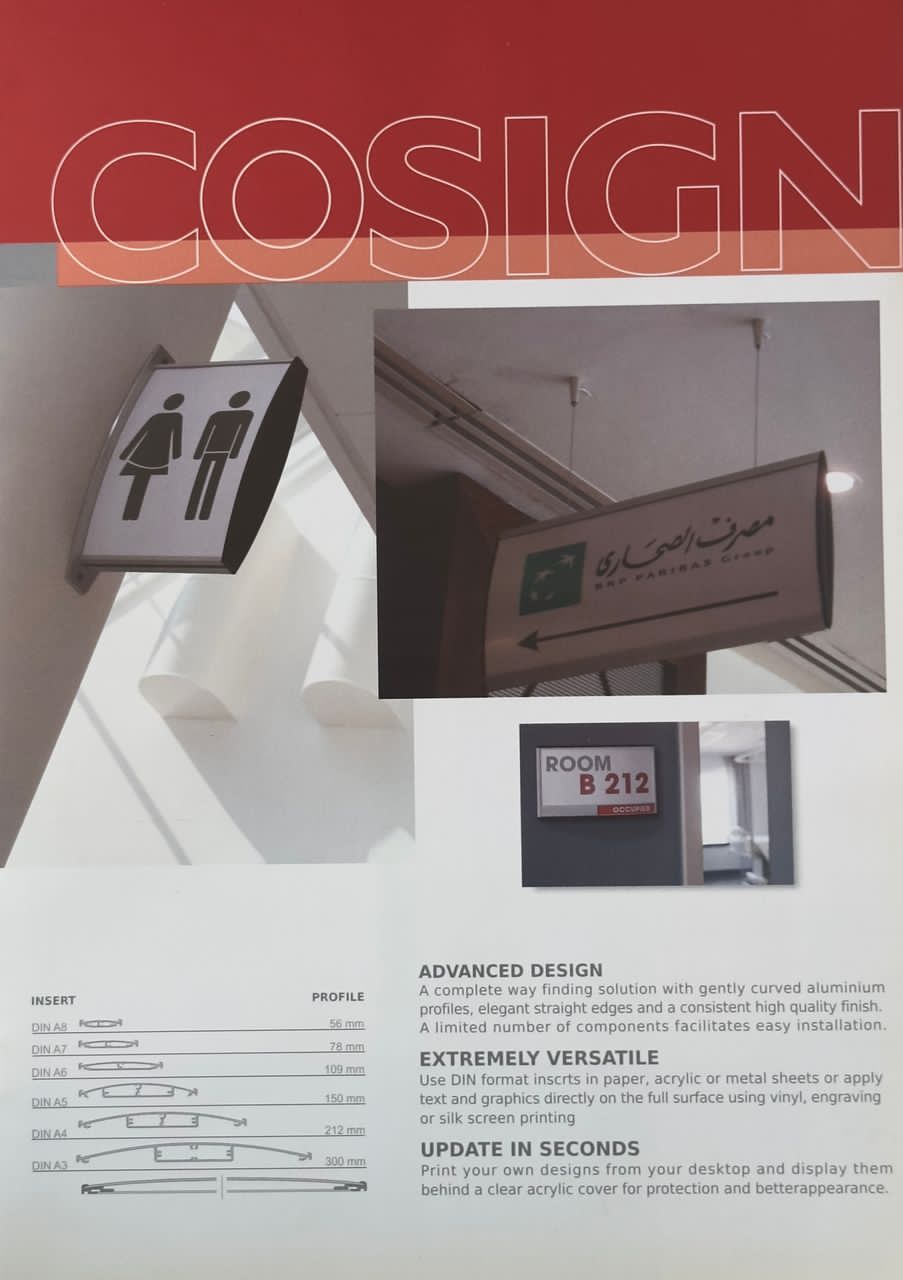 COSIGN
مصرف الصحارى
BNP PARIBAS Group
ROOM
B 212
OCCUPIED
INSERT PROFILE
DIN A8 56 mm
DIN A7 78 mm
DIN A6 109 mm
DIN A5 150 mm
DIN A4 212 mm
DIN A3 300 mm
ADVANCED DESIGN
A complete way finding solution with gently curved aluminium
profiles, elegant straight edges and a consistent high quality finish.
A limited number of components facilitates easy installation.
EXTREMELY VERSATILE
Use DIN format inscrts in paper, acrylic or metal sheets or apply
text and graphics directly on the full surface using vinyl, engraving
or silk screen printing
UPDATE IN SECONDS
Print your own designs from your desktop and display them
behind a clear acrylic cover for protection and betterappearance.